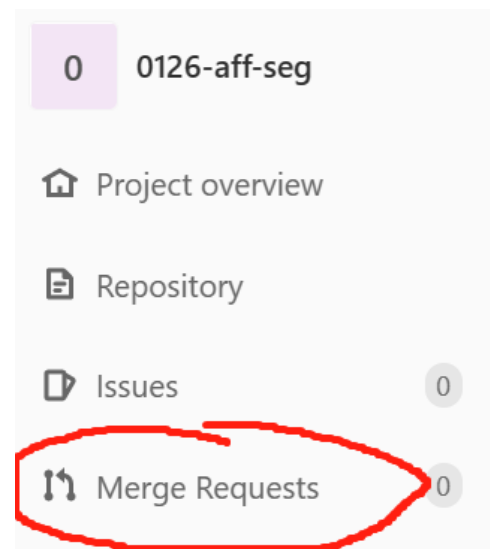 0 0126-aff-seg
Project overview
Repository
Issues 0
Merge Requests 0